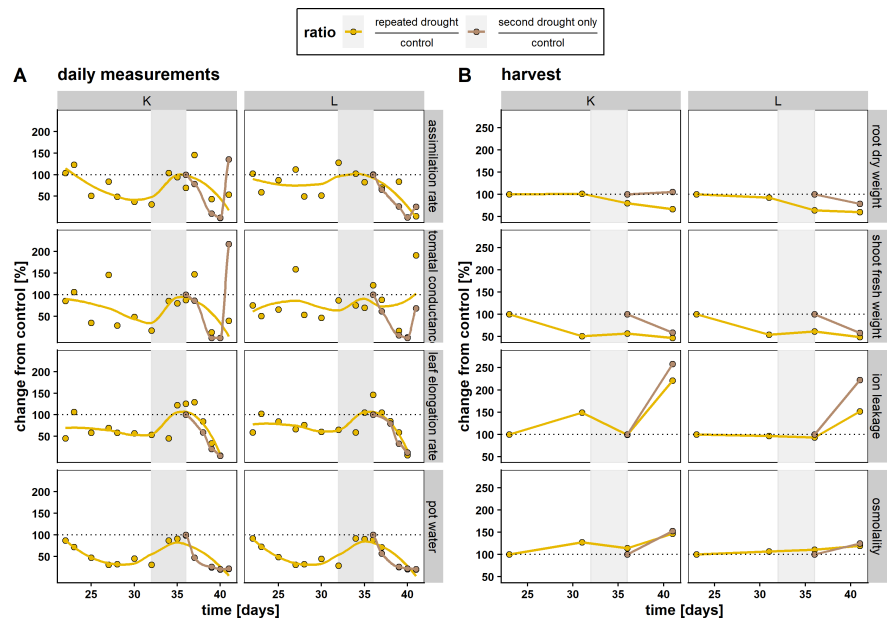 ratio
repeated drought
control
second drought only
control
A daily measurements
K L
assimilation rate
200
150
100
50
tomatal conductanc
200
150
100
50
leaf elongation rate
200
150
100
50
pot water
200
150
100
50
25 30 35 40 25 30 35 40
time [days]
change from control [%]
B harvest
K L
root dry weight
250
200
150
100
50
shoot fresh weight
250
200
150
100
50
ion leakage
250
200
150
100
50
osmolality
250
200
150
100
50
25 30 35 40 25 30 35 40
time [days]
change from control [%]